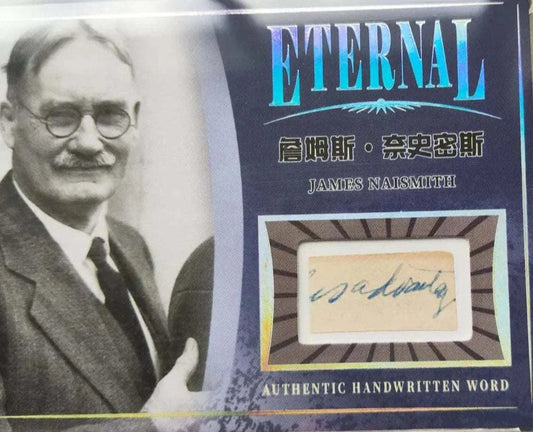 ETERNAL
詹姆斯·奈史密斯
JAMES NAISMITH
AUTHENTIC HANDWRITTEN WORD